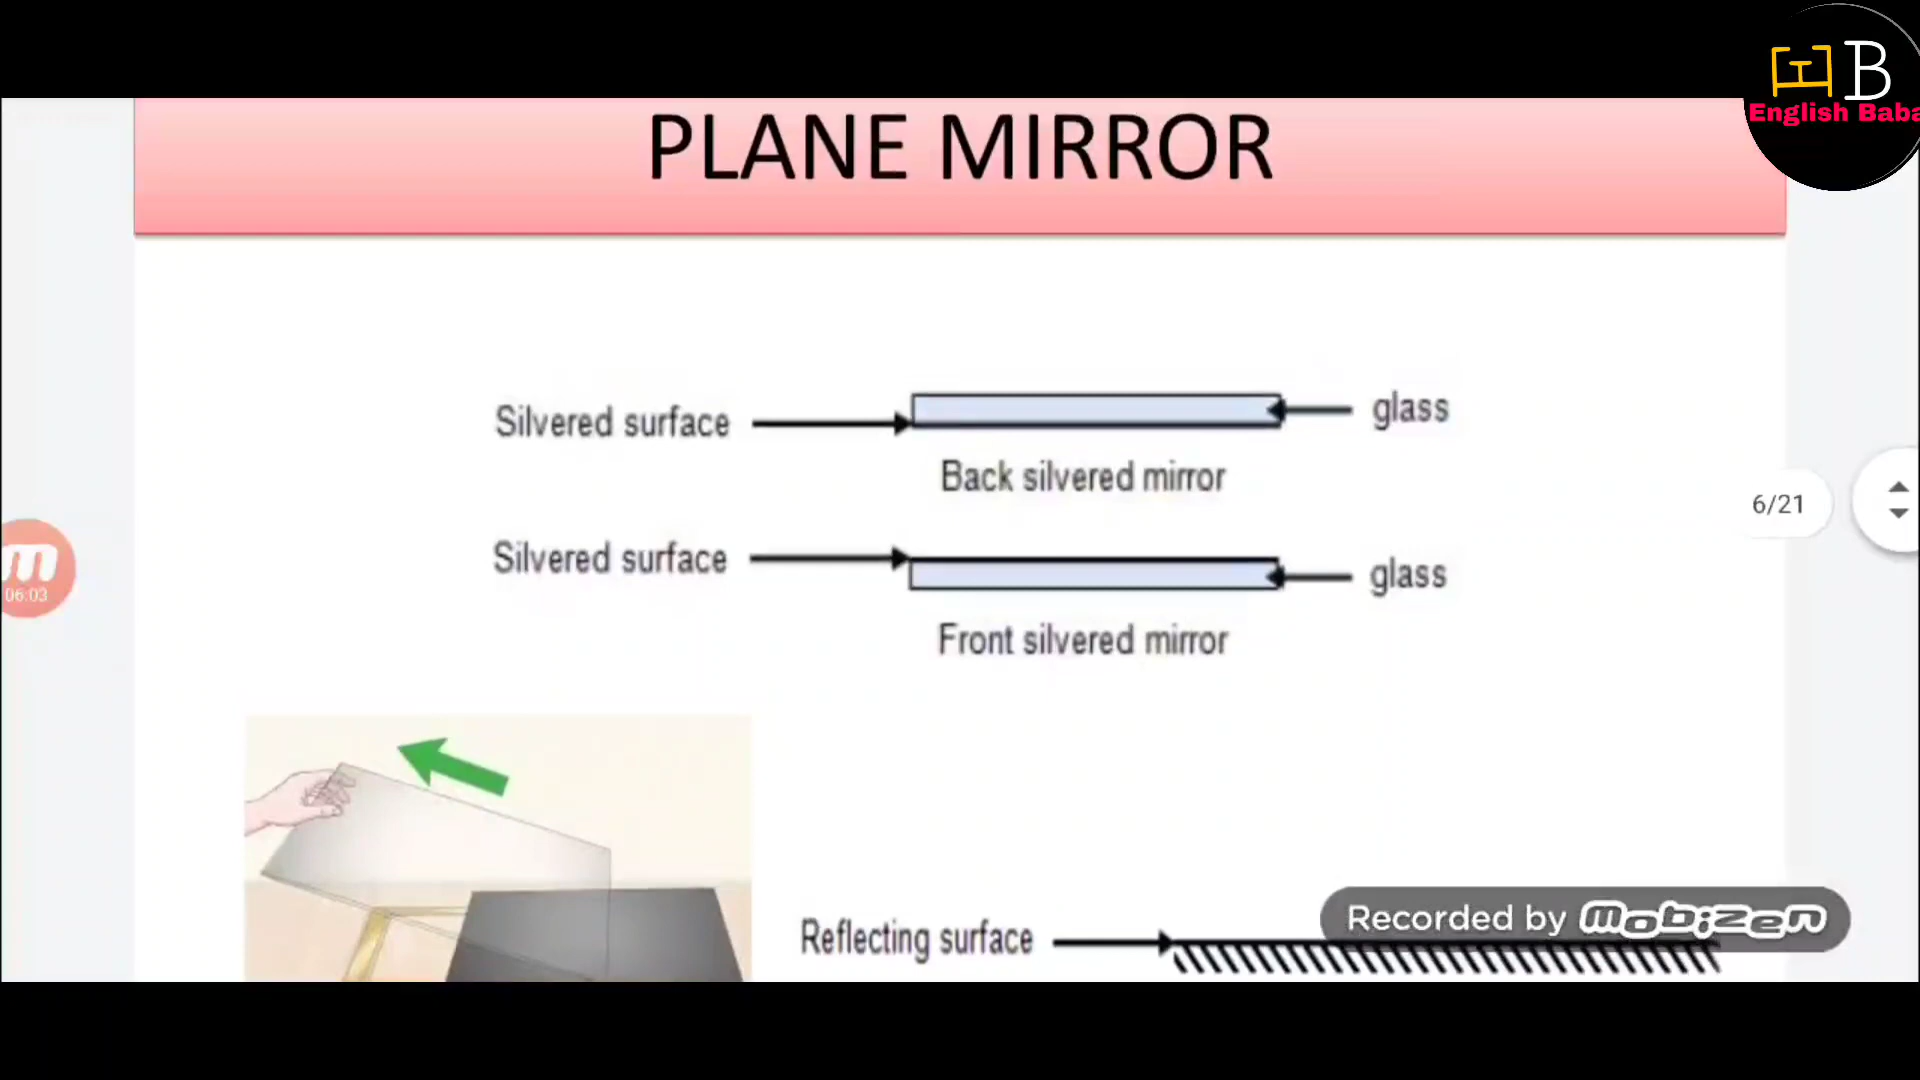 EB
English Baba
PLANE MIRROR
Silvered surface
glass
Back silvered mirror
6/21
Silvered surface
glass
m
06:03
Front silvered mirror
Reflecting surface
Recorded by mobizen